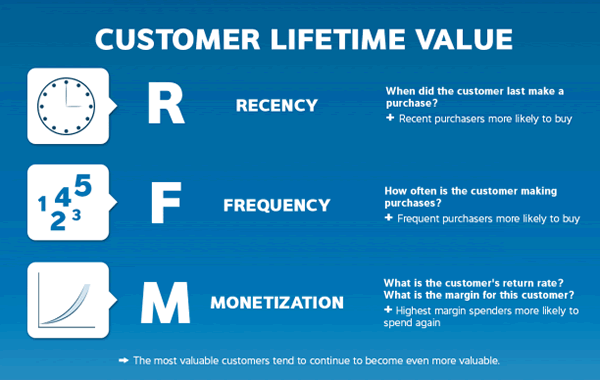 CUSTOMER LIFETIME VALUE
R
RECENCY
When did the customer last make a
purchase?
+ Recent purchasers more likely to buy
1 4 5
2 3
F
FREQUENCY
How often is the customer making
purchases?
+ Frequent purchasers more likely to buy
M
MONETIZATION
What is the customer's return rate?
What is the margin for this customer?
+ Highest margin spenders more likely to
spend again
➡ The most valuable customers tend to continue to become even more valuable.